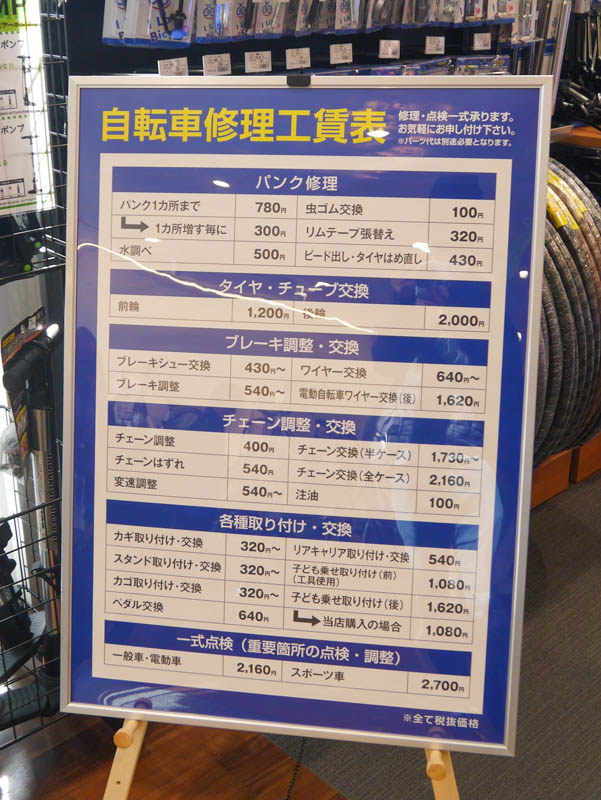 自転車修理工賃表
修理・点検一式承ります。
お気軽にお申し付け下さい。
※パーツ代は別途必要となります。
パンク修理
パンク1カ所まで 780円 虫ゴム交換 100円
1カ所増す毎に 300円 リムテープ張替え 320円
水調べ 500円 ビード出し・タイヤはめ直し 430円
タイヤ・チューブ交換
前輪 1,200円 後輪 2,000円
ブレーキ調整・交換
ブレーキシュー交換 430円〜 ワイヤー交換 640円〜
ブレーキ調整 540円〜 電動自転車ワイヤー交換(後) 1,620円
チェーン調整・交換
チェーン調整 400円 チェーン交換(半ケース) 1,730円〜
チェーンはずれ 540円 チェーン交換(全ケース) 2,160円
変速調整 540円〜 注油 100円
各種取り付け・交換
カギ取り付け・交換 320円〜 リアキャリア取り付け・交換 540円
スタンド取り付け・交換 320円〜 子ども乗せ取り付け(前)(工具使用) 1,080円
カゴ取り付け・交換 320円〜 子ども乗せ取り付け(後) 1,620円
ペダル交換 640円 当店購入の場合 1,080円
一式点検(重要箇所の点検・調整)
一般車・電動車 2,160円 スポーツ車 2,700円
※全て税抜価格
ポンプ
ポンプ